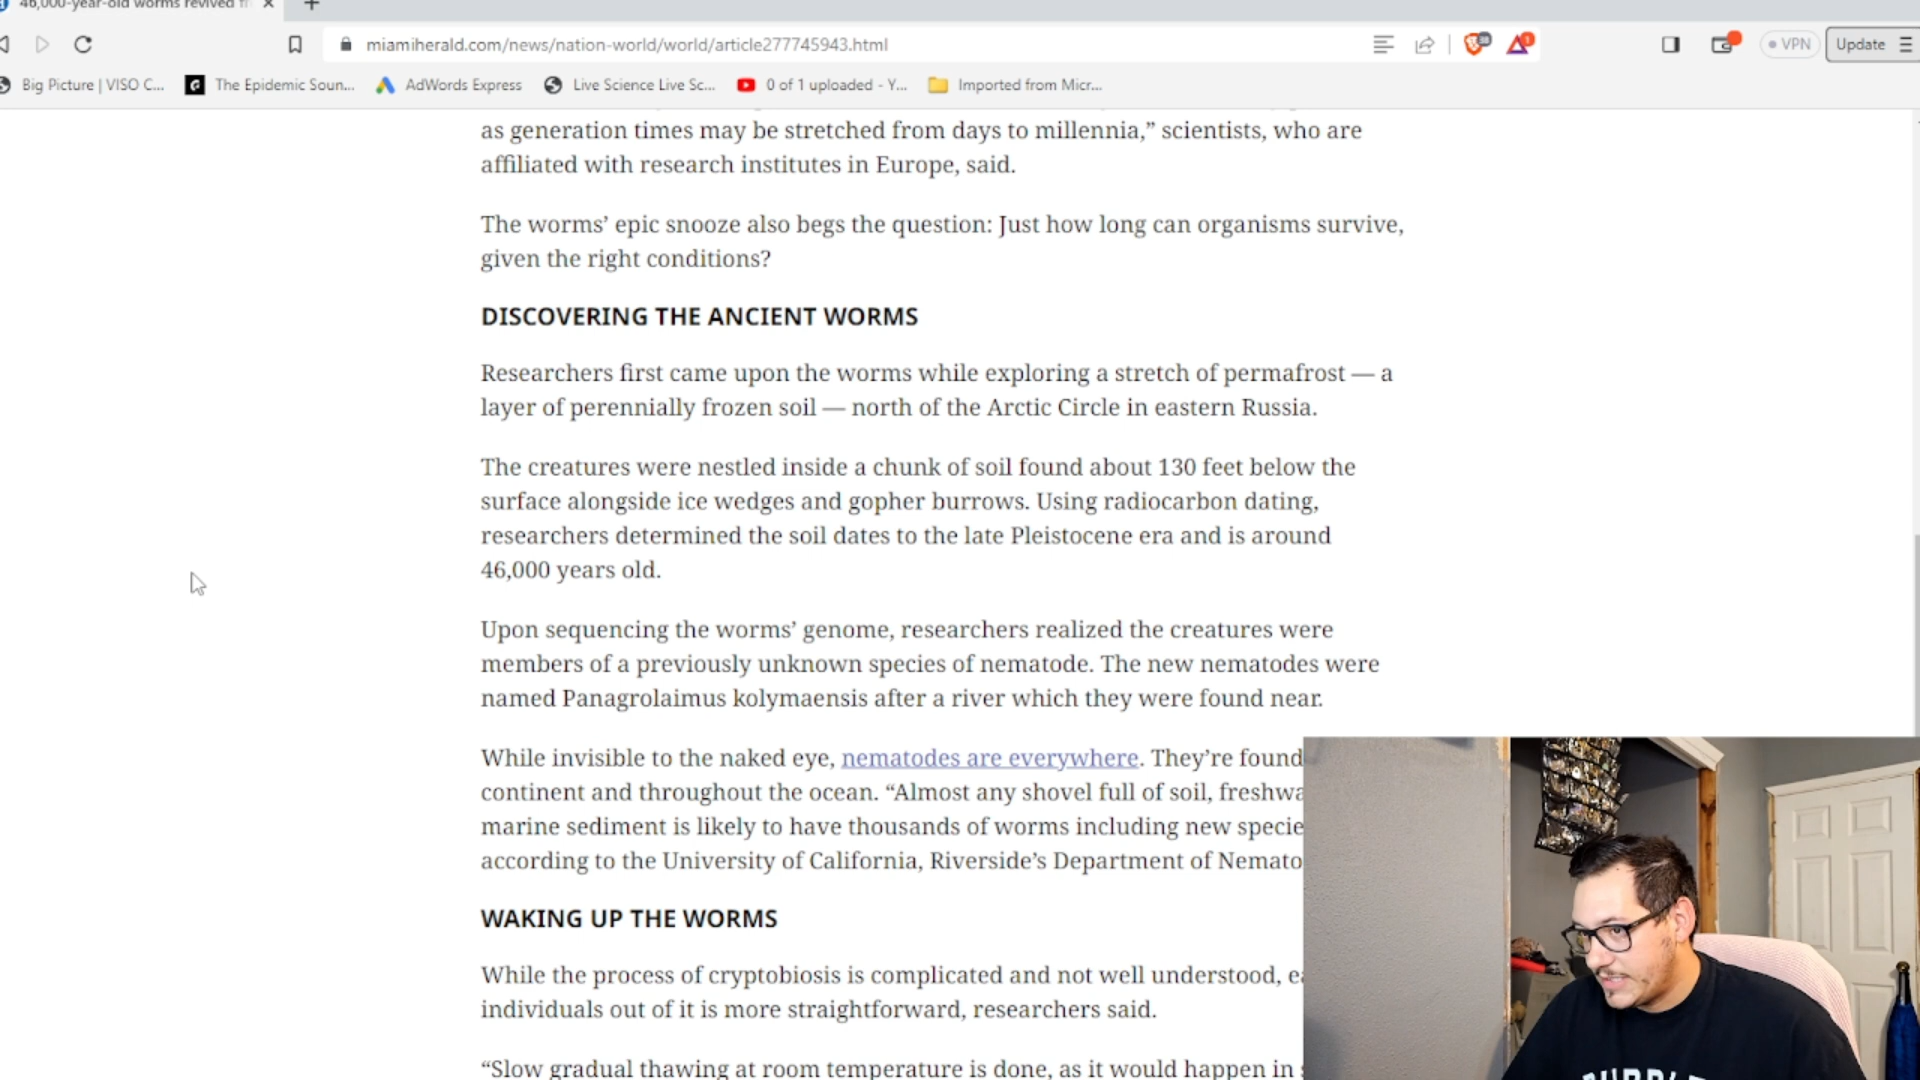 46,000-year-old worms revived fr
miamiherald.com/news/nation-world/world/article277745943.html
VPN
Update
Big Picture | VISO C...
The Epidemic Soun...
AdWords Express
Live Science Live Sc...
0 of 1 uploaded - Y...
Imported from Micr...
as generation times may be stretched from days to millennia,” scientists, who are
affiliated with research institutes in Europe, said.
The worms’ epic snooze also begs the question: Just how long can organisms survive,
given the right conditions?
DISCOVERING THE ANCIENT WORMS
Researchers first came upon the worms while exploring a stretch of permafrost — a
layer of perennially frozen soil — north of the Arctic Circle in eastern Russia.
The creatures were nestled inside a chunk of soil found about 130 feet below the
surface alongside ice wedges and gopher burrows. Using radiocarbon dating,
researchers determined the soil dates to the late Pleistocene era and is around
46,000 years old.
Upon sequencing the worms’ genome, researchers realized the creatures were
members of a previously unknown species of nematode. The new nematodes were
named Panagrolaimus kolymaensis after a river which they were found near.
While invisible to the naked eye, nematodes are everywhere. They’re found
continent and throughout the ocean. “Almost any shovel full of soil, freshwa
marine sediment is likely to have thousands of worms including new specie
according to the University of California, Riverside’s Department of Nemato
WAKING UP THE WORMS
While the process of cryptobiosis is complicated and not well understood, ea
individuals out of it is more straightforward, researchers said.
“Slow gradual thawing at room temperature is done, as it would happen in